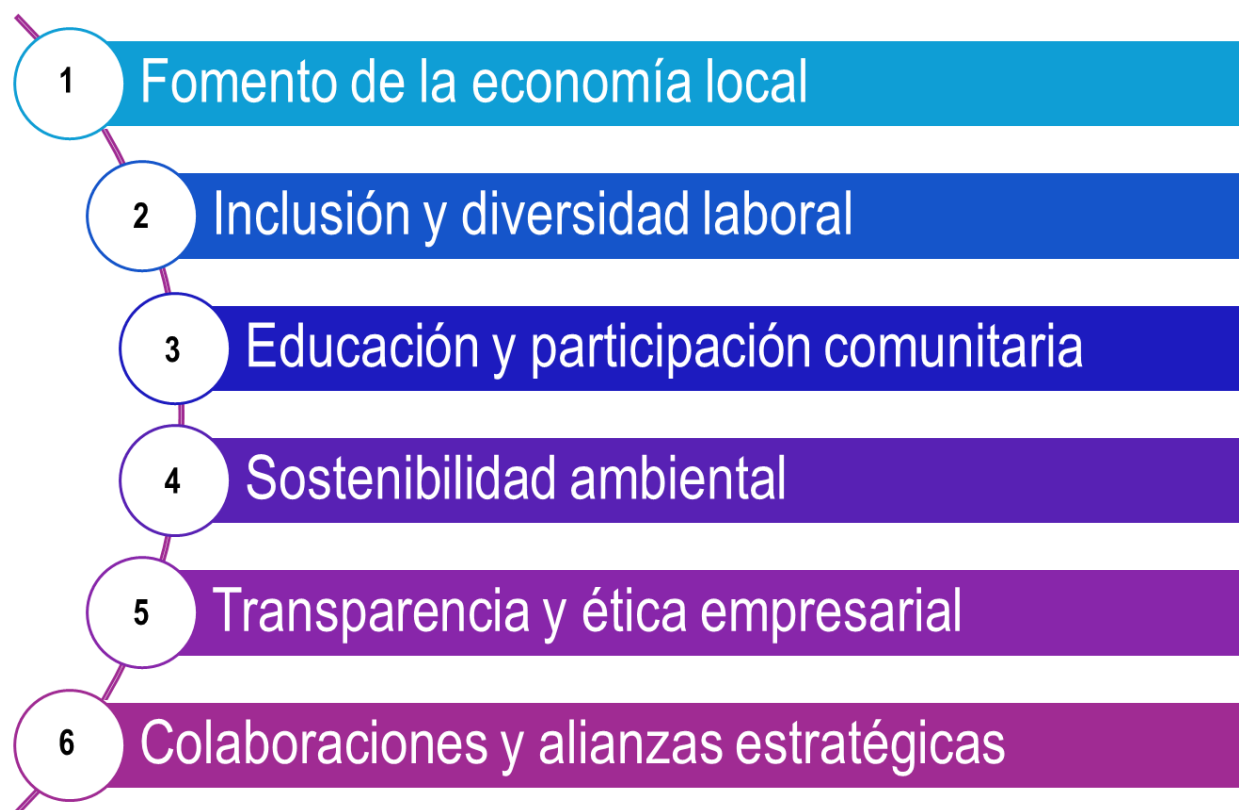 1 Fomento de la economía local
2 Inclusión y diversidad laboral
3 Educación y participación comunitaria
4 Sostenibilidad ambiental
5 Transparencia y ética empresarial
6 Colaboraciones y alianzas estratégicas